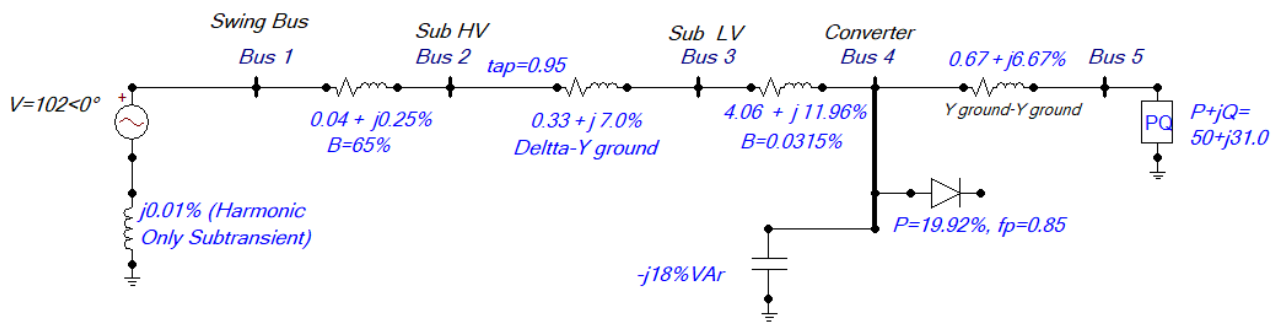 Swing Bus
Bus 1
Sub HV
Bus 2
tap=0.95
Sub LV
Bus 3
Converter
Bus 4
0.67 + j6.67%
Bus 5
V=102<0°
+
0.04 + j0.25%
B=65%
0.33 + j 7.0%
Deltta-Y ground
4.06 + j 11.96%
B=0.0315%
Y ground-Y ground
PQ
P+jQ=
50+j31.0
j0.01% (Harmonic
Only Subtransient)
P=19.92%, fp=0.85
-j18%VAr